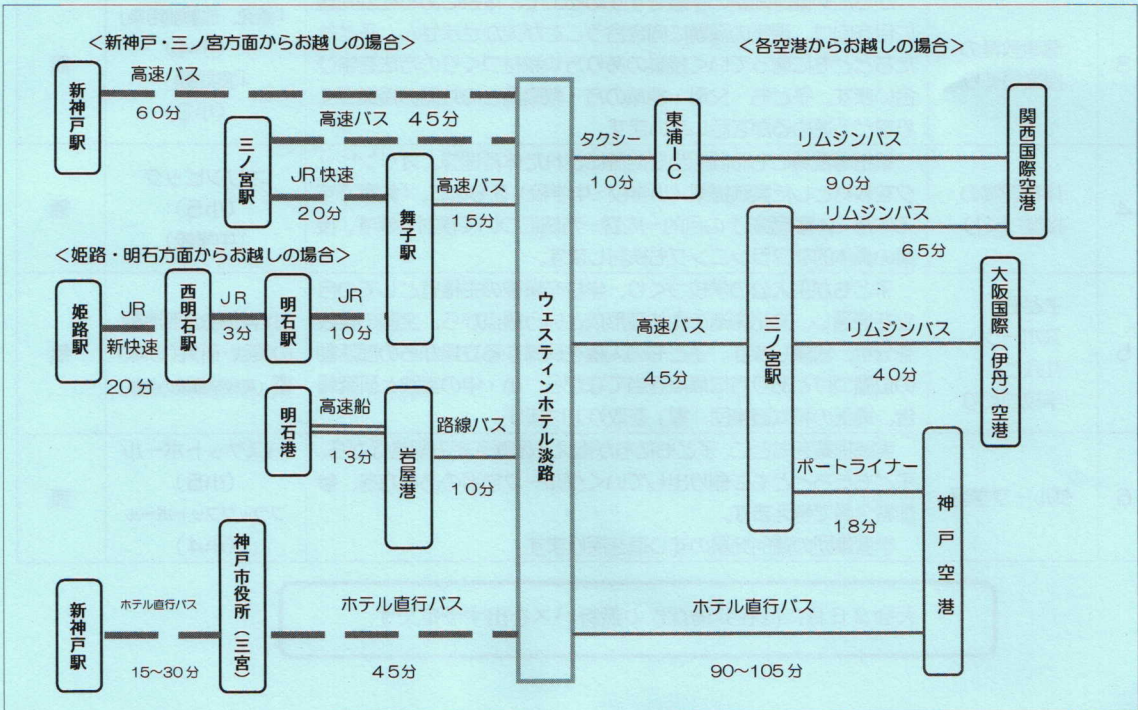 ＜新神戸・三ノ宮方面からお越しの場合＞
新神戸駅
高速バス
60分
三ノ宮駅
高速バス 45分
JR快速
20分
舞子駅
高速バス
15分
＜姫路・明石方面からお越しの場合＞
姫路駅
JR
新快速
20分
西明石駅
JR
3分
明石駅
JR
10分
明石港
高速船
13分
岩屋港
路線バス
10分
新神戸駅
ホテル直行バス
15～30分
神戸市役所（三宮）
ホテル直行バス
45分
ウェスティンホテル淡路
＜各空港からお越しの場合＞
タクシー
10分
東浦IC
リムジンバス
90分
関西国際空港
リムジンバス
65分
高速バス
45分
三ノ宮駅
リムジンバス
40分
大阪国際（伊丹）空港
ポートライナー
18分
神戸空港
ホテル直行バス
90～105分